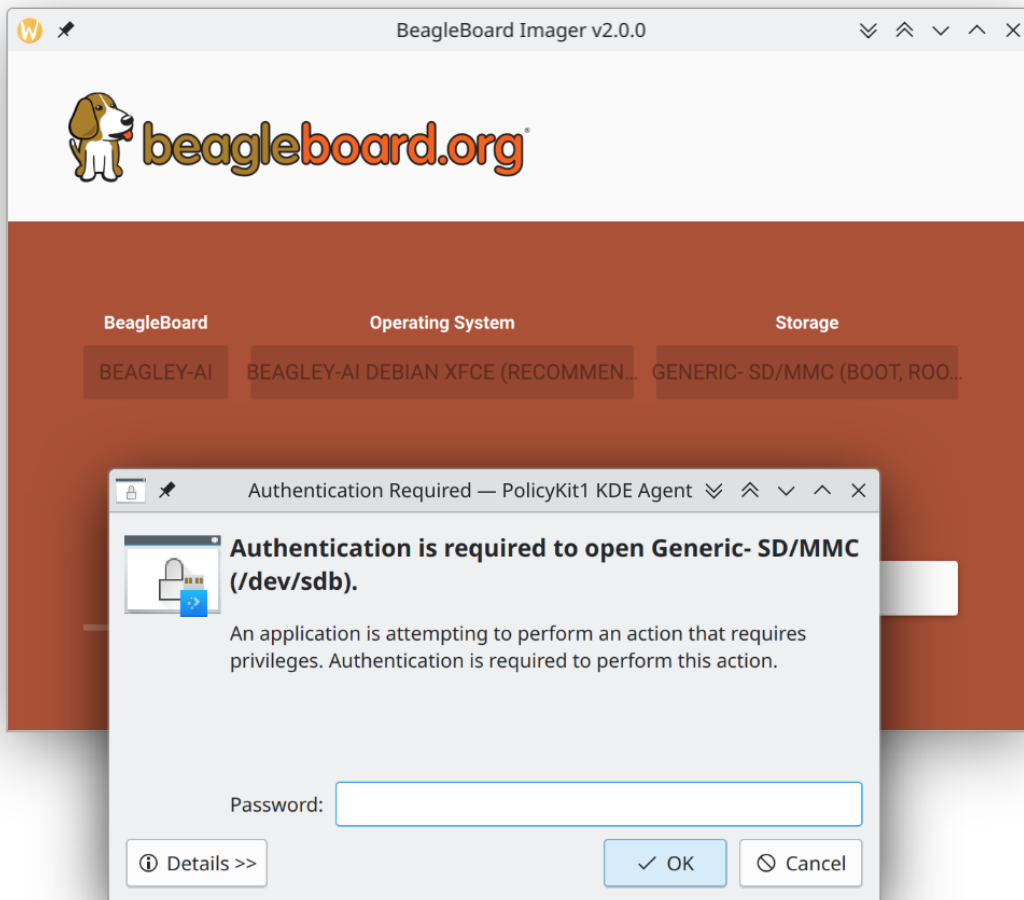 BeagleBoard Imager v2.0.0
beagleboard.org®
BeagleBoard
Operating System
Storage
BEAGLEY-AI
BEAGLEY-AI DEBIAN XFCE (RECOMMEN...
GENERIC- SD/MMC (BOOT, ROO...
Authentication Required — PolicyKit1 KDE Agent
Authentication is required to open Generic- SD/MMC
(/dev/sdb).
An application is attempting to perform an action that requires
privileges. Authentication is required to perform this action.
Password:
Details >>
OK
Cancel